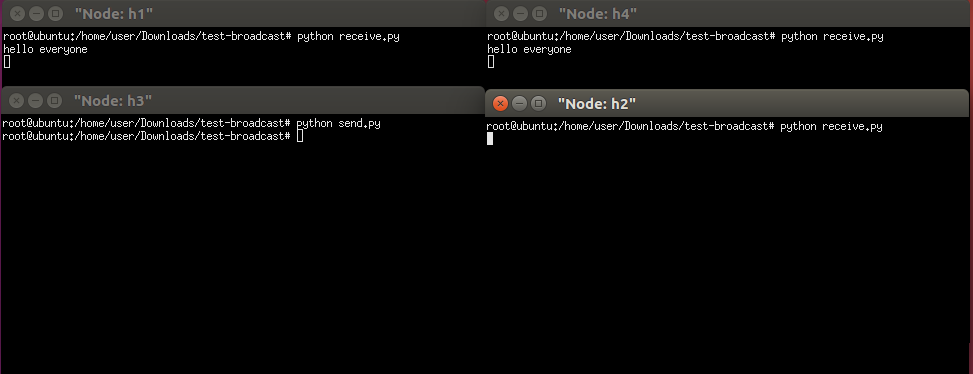 "Node: h1"
root@ubuntu:/home/user/Downloads/test-broadcast# python receive.py
hello everyone
"Node: h4"
root@ubuntu:/home/user/Downloads/test-broadcast# python receive.py
hello everyone
"Node: h3"
root@ubuntu:/home/user/Downloads/test-broadcast# python send.py
root@ubuntu:/home/user/Downloads/test-broadcast#
"Node: h2"
root@ubuntu:/home/user/Downloads/test-broadcast# python receive.py